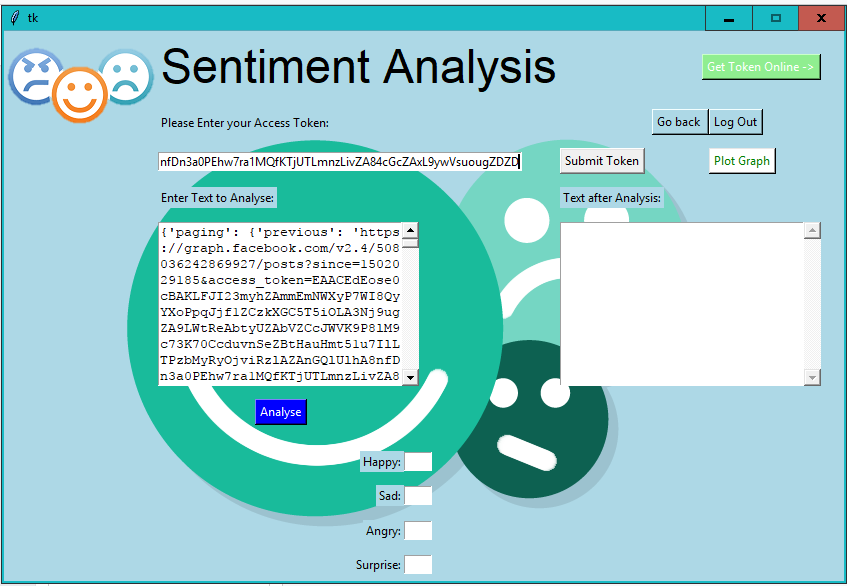 tk
Sentiment Analysis
Get Token Online ->
Please Enter your Access Token:
Go back
Log Out
nfDn3a0PEhw7ra1MQfKTjUTLmnzLivZA84cGcZAxL9ywVsuougZDZD
Submit Token
Plot Graph
Enter Text to Analyse:
Text after Analysis:
{'paging': {'previous': 'https
://graph.facebook.com/v2.4/508
036242869927/posts?since=15020
29185&access_token=EAACEdEose0
cBAKLFJI23myhZAmmEmNWXyP7WI8Qy
YXoPpqJjf1ZCzkXGC5T5iOLA3Nj9ug
ZA9LWtReAbtyUZAbVZCcJWVK9P81M9
c73K70CcduvnSeZBtHauHmt51u7I1L
TPzbMyRyOjviRzlAZAnGQlUlhA8nfD
n3a0PEhw7ra1MQfKTjUTLmnzLivZA8
Analyse
Happy:
Sad:
Angry:
Surprise: